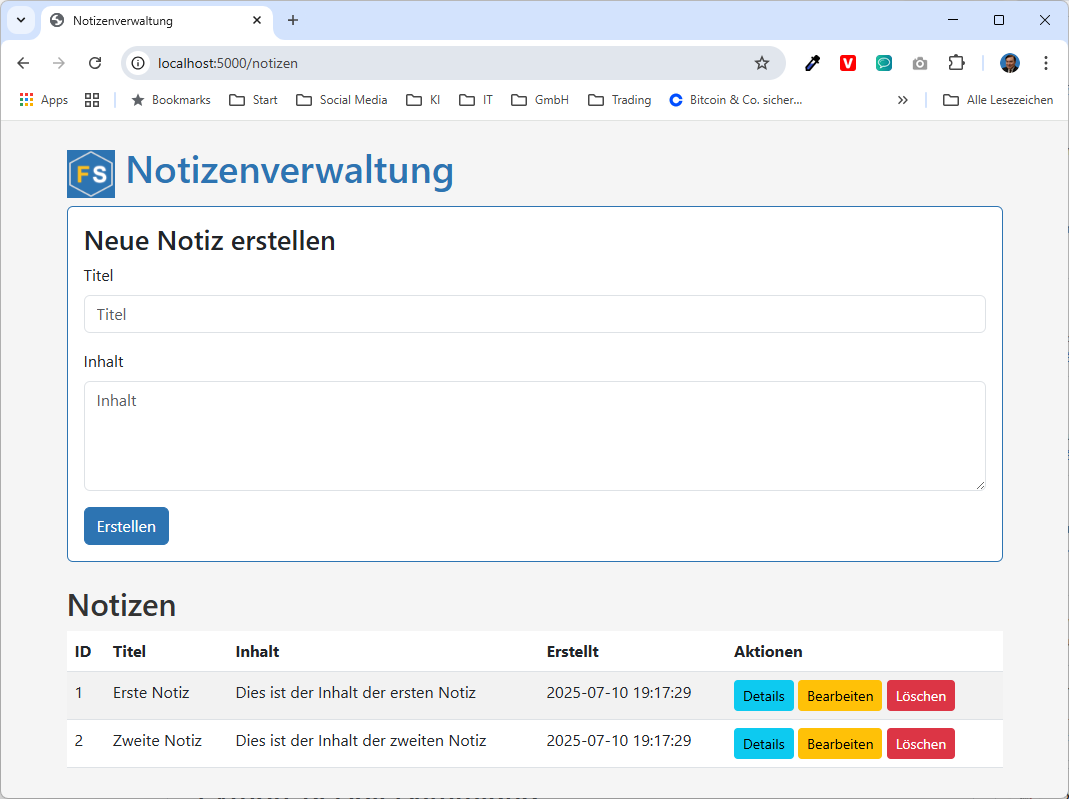 Notizenverwaltung
localhost:5000/notizen
Apps Bookmarks Start Social Media KI IT GmbH Trading Bitcoin & Co. sicher... Alle Lesezeichen
FS Notizenverwaltung
Neue Notiz erstellen
Titel
Titel
Inhalt
Inhalt
Erstellen
Notizen
ID Titel Inhalt Erstellt Aktionen
1 Erste Notiz Dies ist der Inhalt der ersten Notiz 2025-07-10 19:17:29 Details Bearbeiten Löschen
2 Zweite Notiz Dies ist der Inhalt der zweiten Notiz 2025-07-10 19:17:29 Details Bearbeiten Löschen